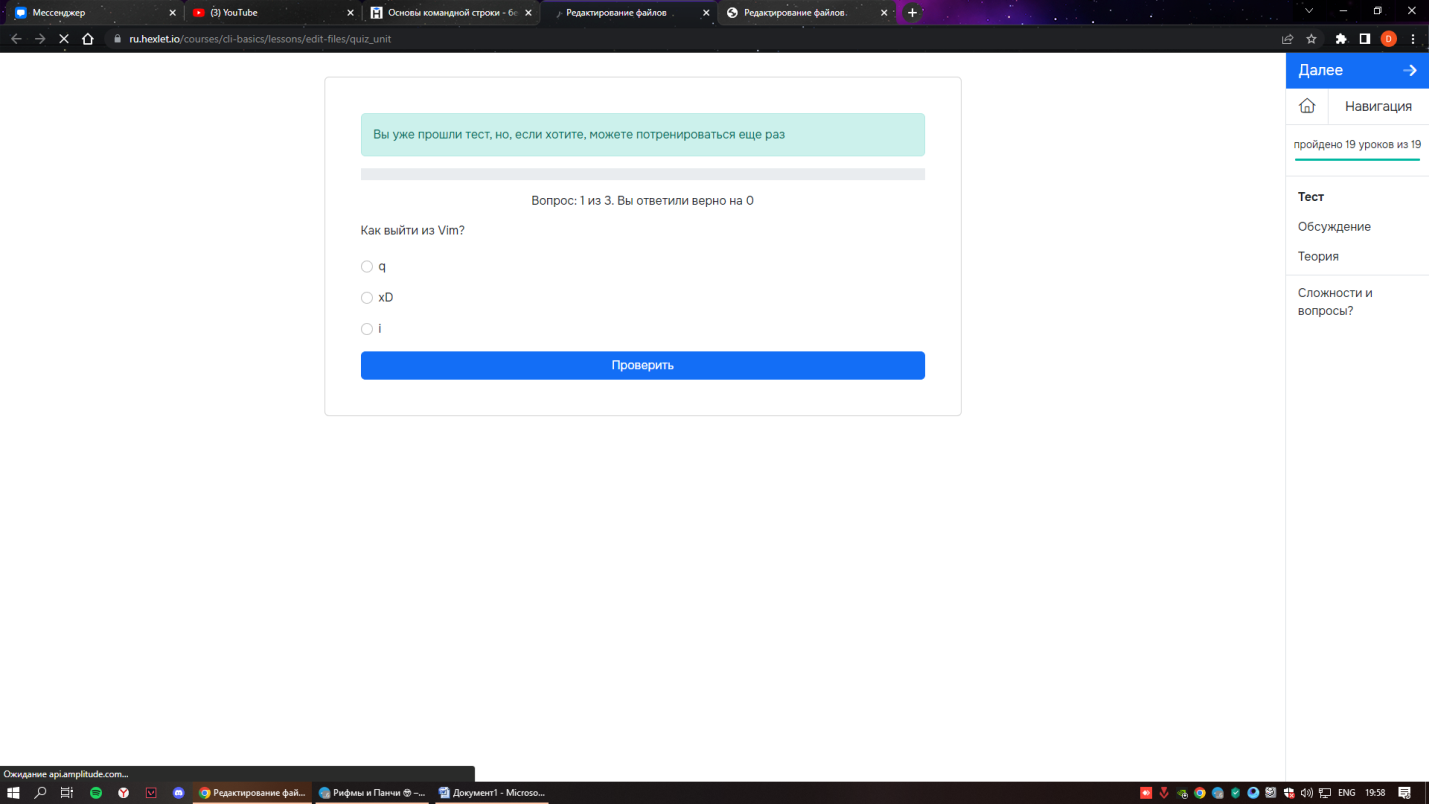 Мессенджер
(3) YouTube
Основы командной строки - бе
Редактирование файлов
Редактирование файлов.
ru.hexlet.io/courses/cli-basics/lessons/edit-files/quiz_unit
D
Далее
Навигация
пройдено 19 уроков из 19
Тест
Обсуждение
Теория
Сложности и
вопросы?
Вы уже прошли тест, но, если хотите, можете потренироваться еще раз
Вопрос: 1 из 3. Вы ответили верно на 0
Как выйти из Vim?
q
xD
i
Проверить
Ожидание api.amplitude.com...
Редактирование фай...
Рифмы и Панчи 😎 –...
Документ1 - Microso...
ENG
19:58